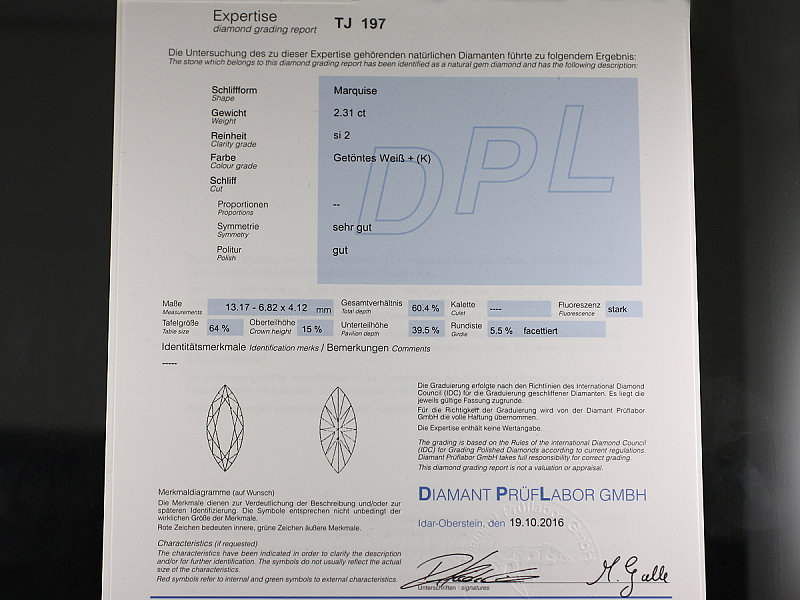 Expertise
diamond grading report
TJ 197
Die Untersuchung des zu dieser Expertise gehörenden natürlichen Diamanten führte zu folgendem Ergebnis:
The stone which belongs to this diamond grading report has been identified as a natural gem diamond and has the following description:
Schliffform Marquise
Shape
Gewicht 2.31 ct
Weight
Reinheit si 2
Clarity grade
Farbe Getöntes Weiß + (K)
Colour grade
Schliff
Cut
Proportionen --
Proportions
Symmetrie sehr gut
Symmetry
Politur gut
Polish
DPL
Maße 13.17 - 6.82 x 4.12 mm Gesamtverhältnis 60.4 % Kalette ---- Fluoreszenz stark
Measurements Total depth Culet Fluorescence
Tafelgröße 64 % Oberteilhöhe 15 % Unterteilhöhe 39.5 % Rundiste 5.5 % facettiert
Table size Crown height Pavilion depth Girdle
Identitätsmerkmale Identification merks / Bemerkungen Comments
-----
Die Graduierung erfolgte nach den Richtlinien des International Diamond
Council (IDC) für die Graduierung geschliffener Diamanten. Es liegt die
jeweils gültige Fassung zugrunde.
Für die Richtigkeit der Graduierung wird von der Diamant Prüflabor
GmbH die volle Haftung übernommen.
Die Expertise enthält keine Wertangabe.
The grading is based on the Rules of the international Diamond Council
(IDC) for Grading Polished Diamonds according to current regulations.
Diamant Prüflabor GmbH takes full responsibility for correct grading.
This diamond grading report is not a valuation or appraisal.
Merkmaldiagramme (auf Wunsch)
Die Merkmale dienen zur Verdeutlichung der Beschreibung und/oder zur
späteren Identifizierung. Die Symbole entsprechen nicht unbedingt der
wirklichen Größe der Merkmale.
Rote Zeichen bedeuten innere, grüne Zeichen äußere Merkmale.
Characteristics (if requested)
The characteristics have been indicated in order to clarify the description
and/or for further identification. The symbols do not usually reflect the actual
size of the characteristics.
Red symbols refer to internal and green symbols to external characteristics.
DIAMANT PRÜFLABOR GMBH
Idar-Oberstein, den 19.10.2016
M. Galle
Unterschriften · signatures